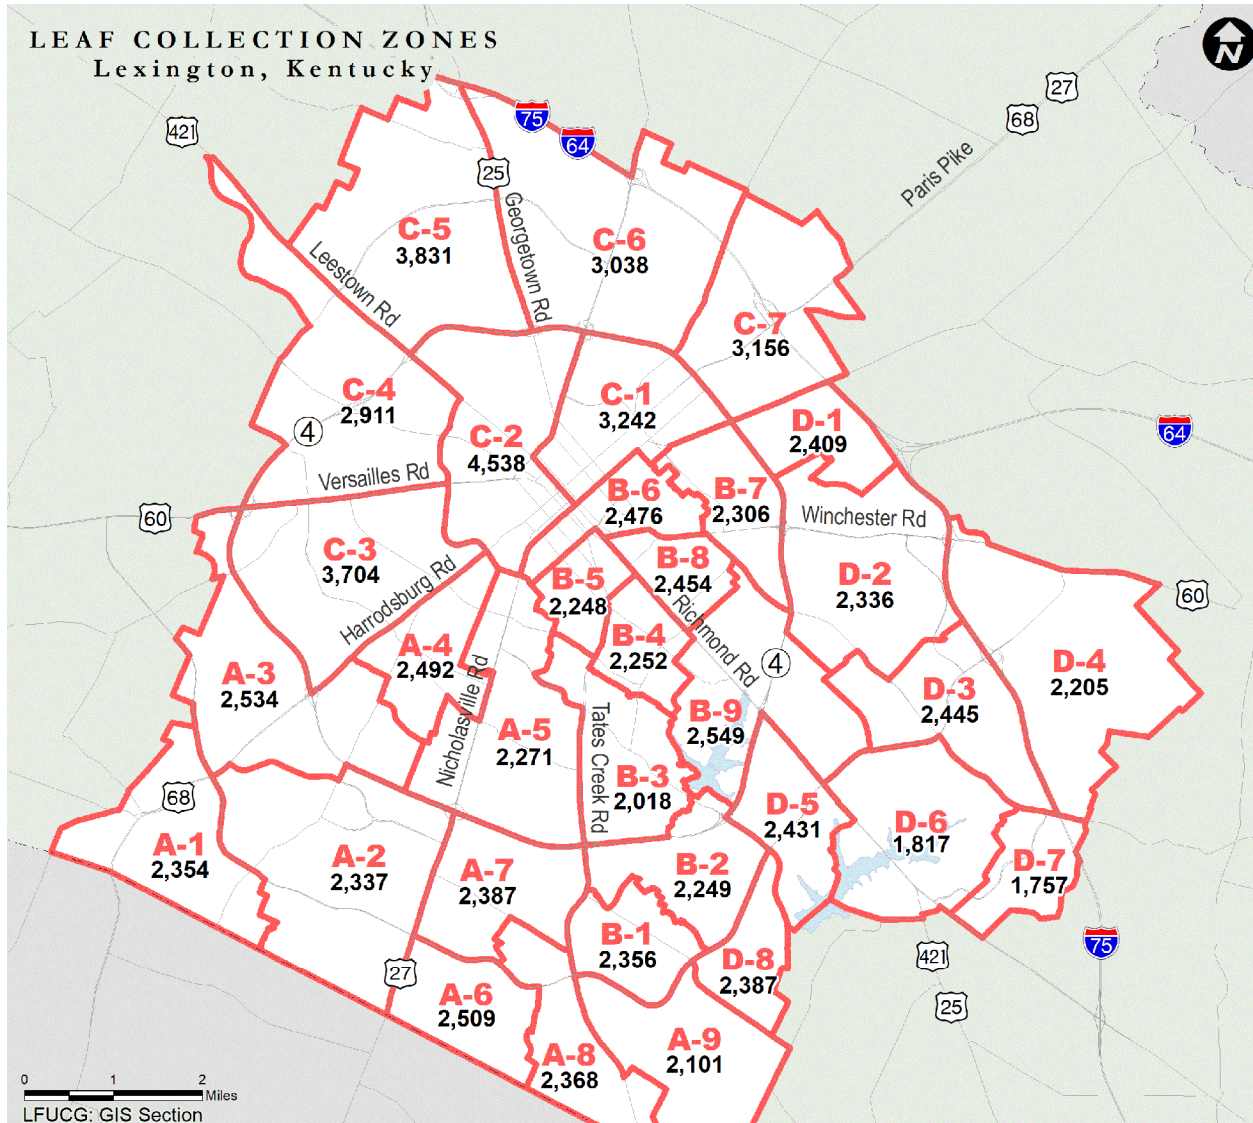 LEAF COLLECTION ZONES
Lexington, Kentucky
N
27
75
68
421
64
25
Paris Pike
C-5
3,831
Georgetown Rd
C-6
3,038
Leestown Rd
C-7
3,156
C-4
2,911
C-1
3,242
D-1
2,409
4
64
C-2
4,538
Versailles Rd
B-6
2,476
B-7
2,306
Winchester Rd
60
C-3
3,704
B-8
2,454
Harrodsburg Rd
B-5
2,248
D-2
2,336
60
Richmond Rd
B-4
2,252
A-4
2,492
4
A-3
2,534
D-4
2,205
D-3
2,445
Nicholasville Rd
B-9
2,549
A-5
2,271
Tates Creek Rd
B-3
2,018
68
D-5
2,431
D-6
1,817
A-1
2,354
A-2
2,337
A-7
2,387
B-2
2,249
D-7
1,757
B-1
2,356
75
421
D-8
2,387
27
A-6
2,509
25
A-9
2,101
A-8
2,368
0 1 2
Miles
LFUCG: GIS Section